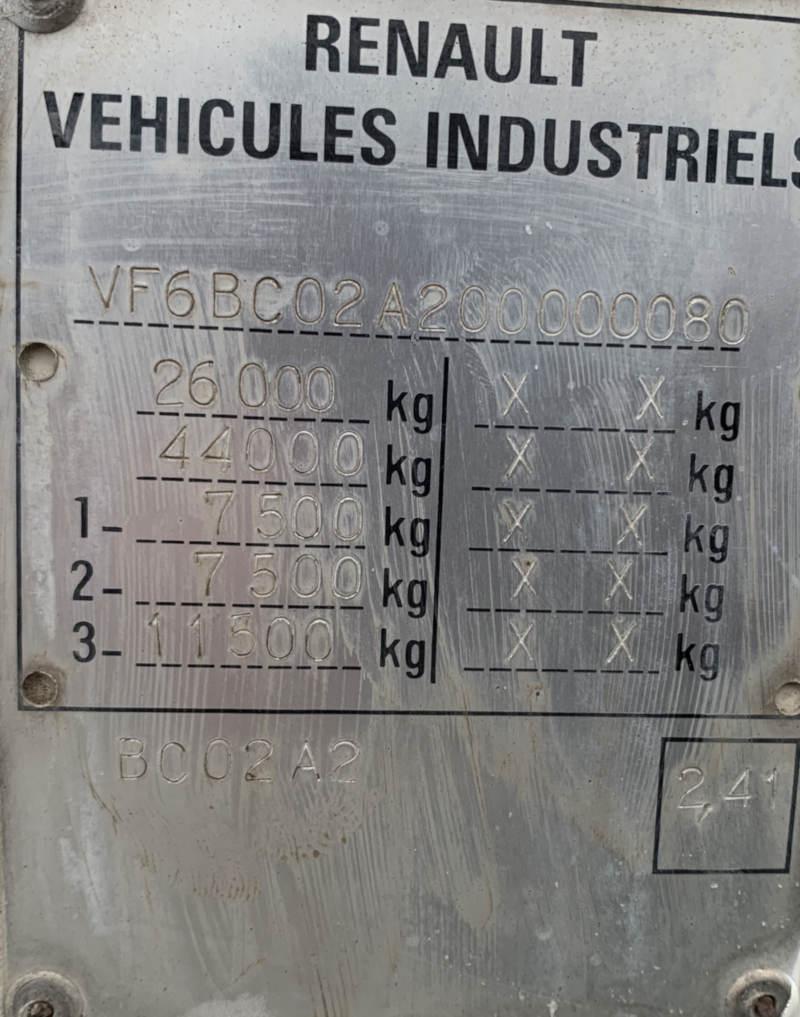 RENAULT
VEHICULES INDUSTRIELS
VF6BC02A200000080
26000 kg X X kg
44000 kg X X kg
1- 7500 kg X X kg
2- 7500 kg X X kg
3- 11500 kg X X kg
BC02A2
2,41